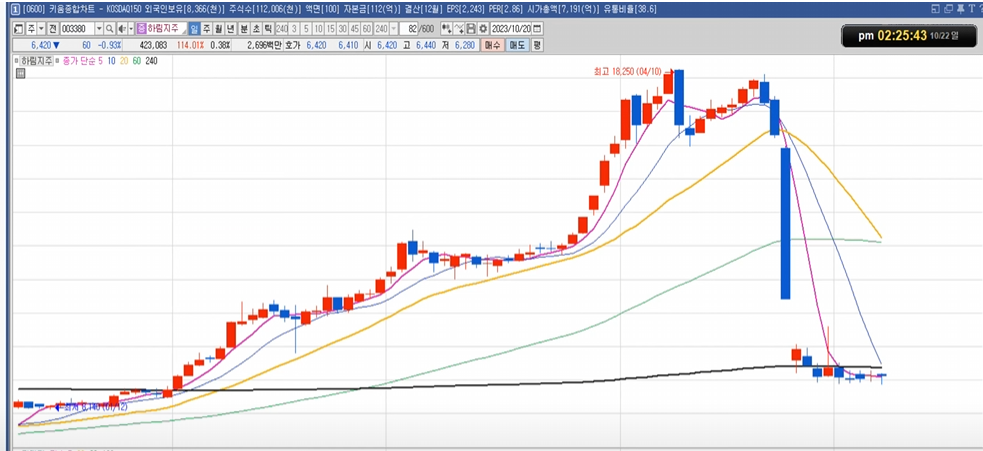 [0600] 키움종합차트 - KOSDAQ150 외국인보유[8,366(천)] 주식수[112,006(천)] 액면[100] 자본금[112(억)] 결산[12월] EPS[2,243] PER[2.86] 시가총액[7,191(억)] 유통비율[38.6]
주 전 003380 증 하림지주 일 주 월 년 분 초 틱 240 3 5 10 15 30 45 60 240 82 /600 2023/10/20
6,420▼ 60 -0.93% 423,083 114.01% 0.38% 2,696백만 호가 6,420 6,410 시 6,420 고 6,440 저 6,280 매수 매도 평
pm 02:25:43 10/22 일
하림지주 종가 단순 5 10 20 60 240
최고 18,250 (04/10)